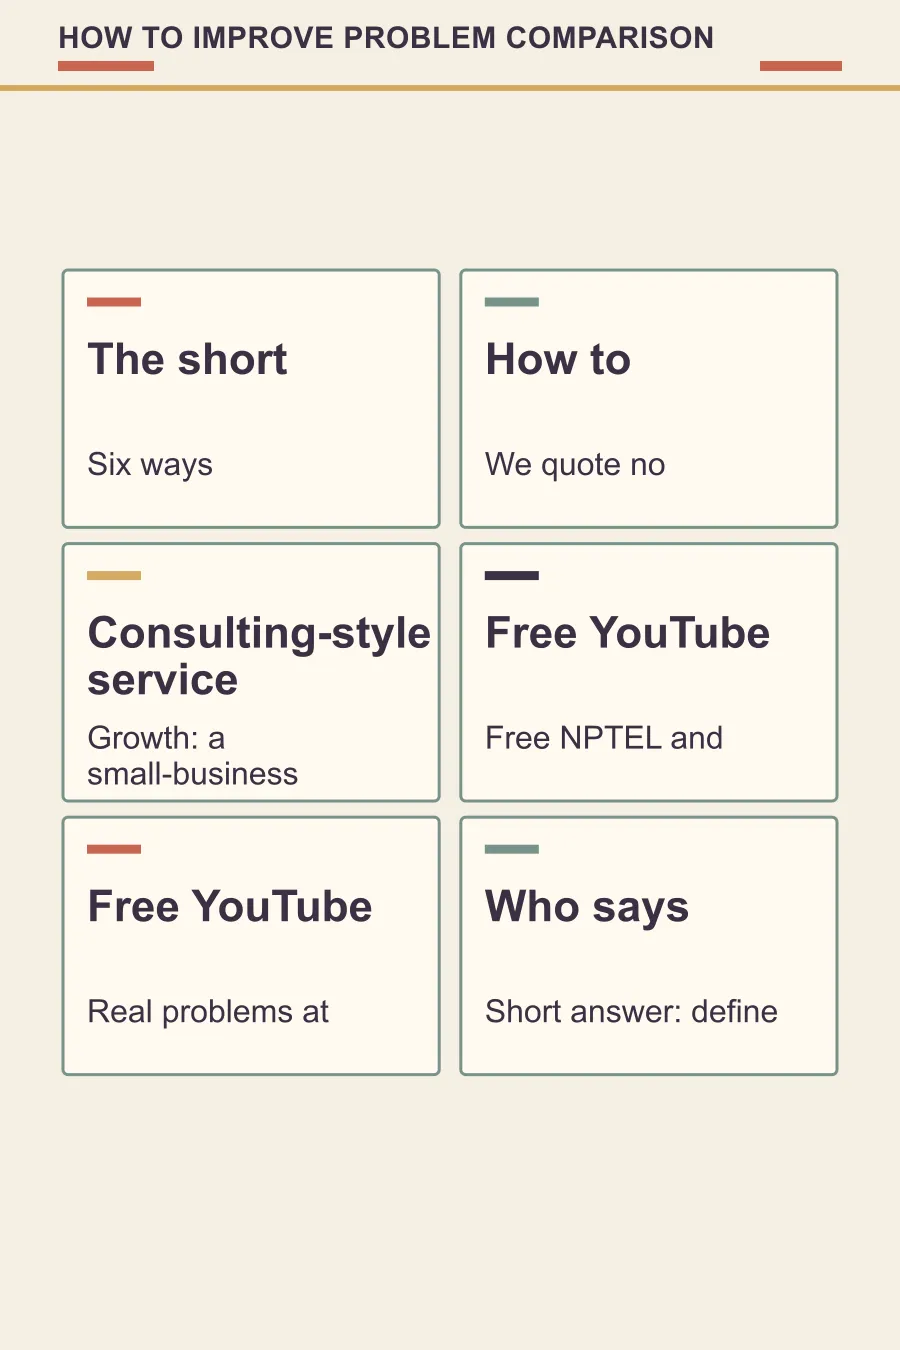 HOW TO IMPROVE PROBLEM COMPARISON
The short
Six ways
How to
We quote no
Consulting-style
service
Growth: a
small-business
Free YouTube
Free NPTEL and
Free YouTube
Real problems at
Who says
Short answer: define